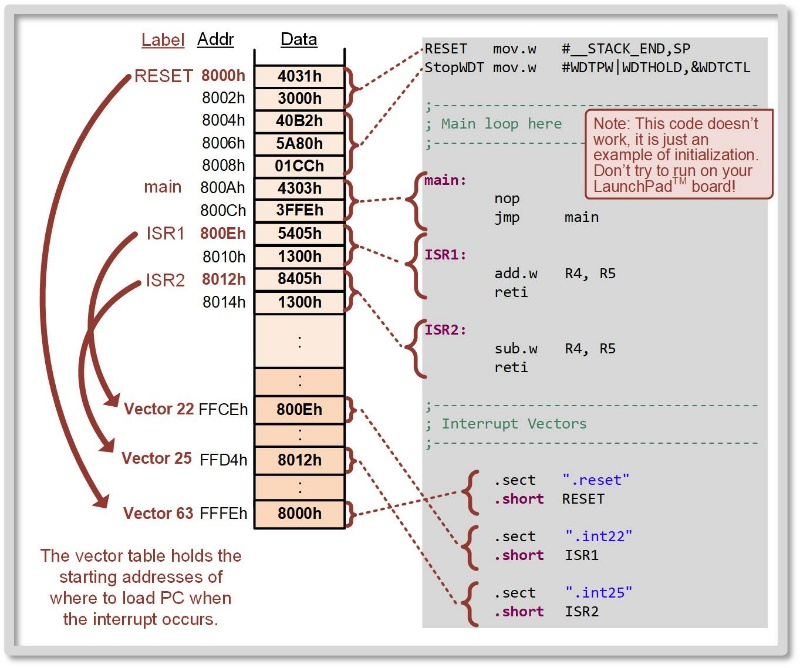 Label Addr Data
RESET 8000h 4031h
8002h 3000h
8004h 40B2h
8006h 5A80h
8008h 01CCh
main 800Ah 4303h
800Ch 3FFEh
ISR1 800Eh 5405h
8010h 1300h
ISR2 8012h 8405h
8014h 1300h
:
:
Vector 22 FFCEh 800Eh
:
Vector 25 FFD4h 8012h
:
Vector 63 FFFEh 8000h
The vector table holds the
starting addresses of
where to load PC when
the interrupt occurs.
RESET mov.w #__STACK_END,SP
StopWDT mov.w #WDTPW|WDTHOLD,&WDTCTL
;-------------------------------------------
; Main loop here
;-------------------------------------------
Note: This code doesn't
work, it is just an
example of initialization.
Don't try to run on your
LaunchPad™ board!
main:
nop
jmp main
ISR1:
add.w R4, R5
reti
ISR2:
sub.w R4, R5
reti
;-------------------------------------------
; Interrupt Vectors
;-------------------------------------------
.sect ".reset"
.short RESET
.sect ".int22"
.short ISR1
.sect ".int25"
.short ISR2